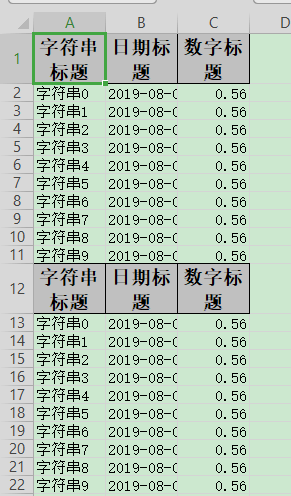 A B C D
1 字符串标题 日期标题 数字标题
2 字符串0 2019-08-0 0.56
3 字符串1 2019-08-0 0.56
4 字符串2 2019-08-0 0.56
5 字符串3 2019-08-0 0.56
6 字符串4 2019-08-0 0.56
7 字符串5 2019-08-0 0.56
8 字符串6 2019-08-0 0.56
9 字符串7 2019-08-0 0.56
10 字符串8 2019-08-0 0.56
11 字符串9 2019-08-0 0.56
12 字符串标题 日期标题 数字标题
13 字符串0 2019-08-0 0.56
14 字符串1 2019-08-0 0.56
15 字符串2 2019-08-0 0.56
16 字符串3 2019-08-0 0.56
17 字符串4 2019-08-0 0.56
18 字符串5 2019-08-0 0.56
19 字符串6 2019-08-0 0.56
20 字符串7 2019-08-0 0.56
21 字符串8 2019-08-0 0.56
22 字符串9 2019-08-0 0.56